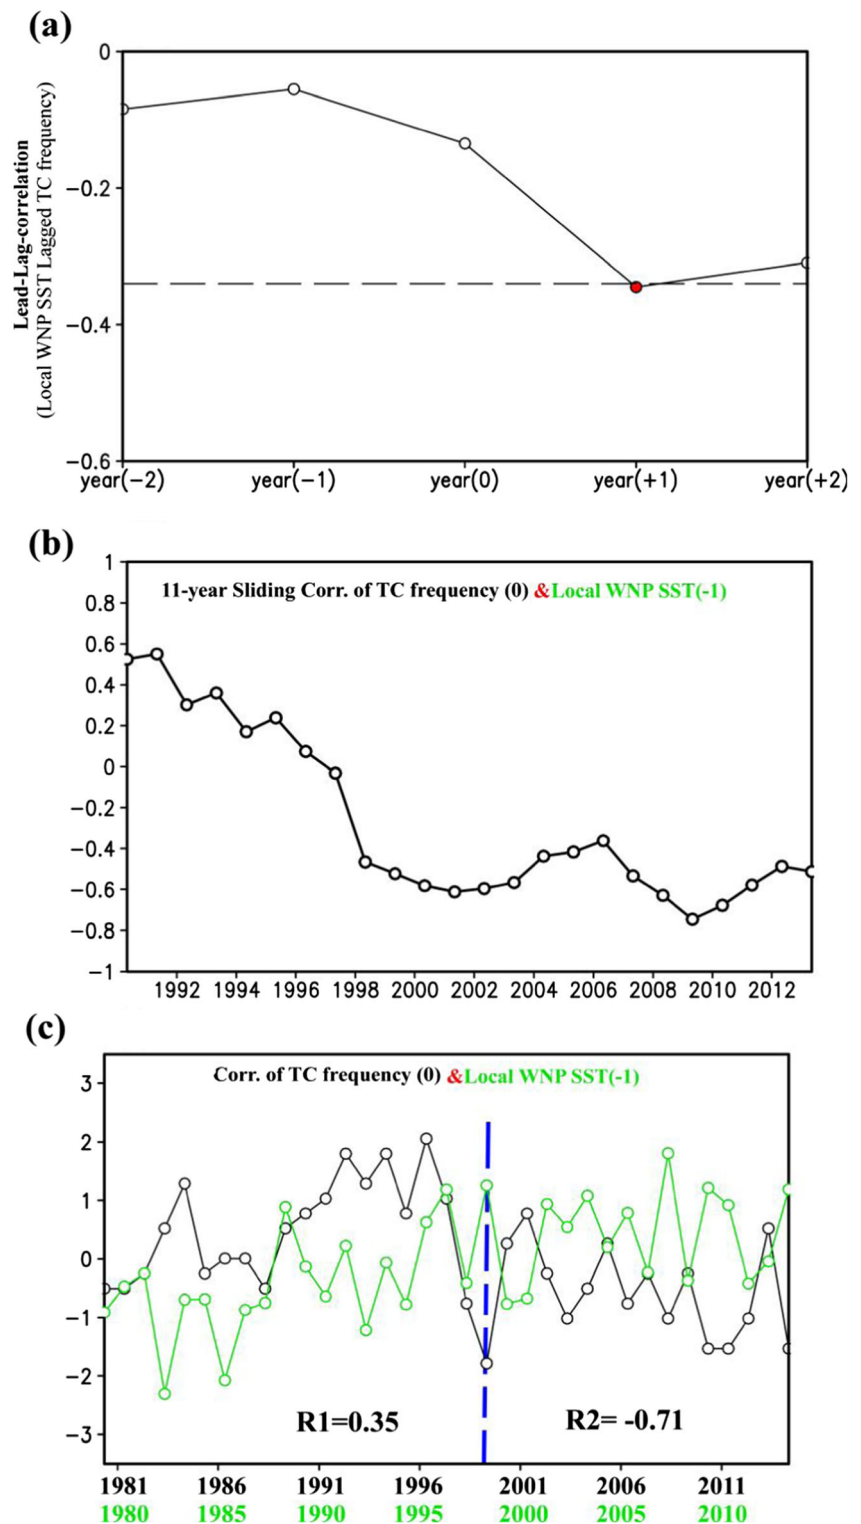 (a)
0
−0.2
−0.4
−0.6
Lead-Lag-correlation
(Local WNP SST Lagged TC frequency)
year(−2) year(−1) year(0) year(+1) year(+2)
(b)
11-year Sliding Corr. of TC frequency (0) &Local WNP SST(-1)
1
0.8
0.6
0.4
0.2
0
−0.2
−0.4
−0.6
−0.8
−1
1992 1994 1996 1998 2000 2002 2004 2006 2008 2010 2012
(c)
Corr. of TC frequency (0) &Local WNP SST(-1)
3
2
1
0
−1
−2
−3
R1=0.35 R2= -0.71
1981 1986 1991 1996 2001 2006 2011
1980 1985 1990 1995 2000 2005 2010